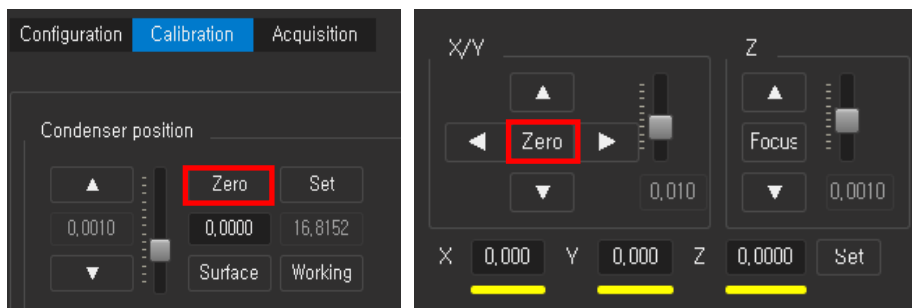 Configuration Calibration Acquisition
Condenser position
▲ Zero Set
0,0010 0,0000 16,8152
▼ Surface Working
X/Y
▲
◀ Zero ▶
▼ 0,010
Z
▲
Focus
▼ 0,0010
X 0,000 Y 0,000 Z 0,0000 Set